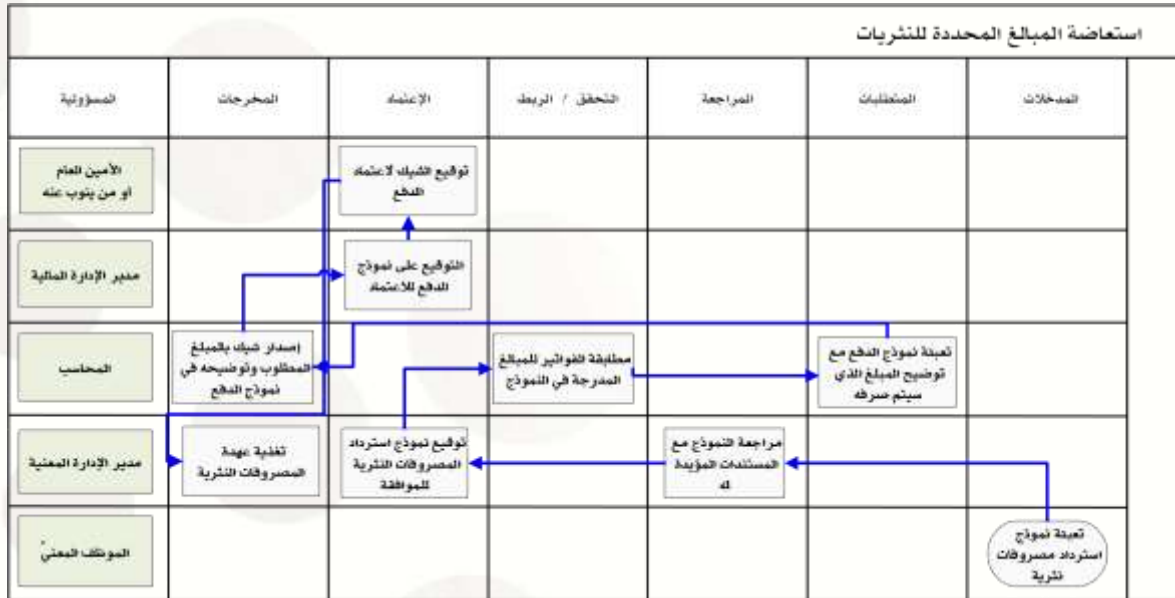 استعاضة المبالغ المحددة للنثريات
المدخلات
المتطلبات
المراجعة
التحقق / الربط
الإعتماد
المخرجات
المسؤولية
توقيع الشيك لاعتماد
الدفع
الأمين العام
أو من ينوب عنه
التوقيع على نموذج
الدفع للاعتماد
مدير الإدارة المالية
تعبئة نموذج الدفع مع
توضيح المبلغ الذي
سيتم صرفه
مطابقة الفواتير للمبالغ
المدرجة في النموذج
إصدار شيك بالمبلغ
المطلوب وتوضيحه في
نموذج الدفع
المحاسب
مراجعة النموذج مع
المستندات المؤيدة
له
توقيع نموذج استرداد
المصروفات النثرية
للموافقة
تغذية عهدة
المصروفات النثرية
مدير الإدارة المعنية
تعبئة نموذج
استرداد مصروفات
نثرية
الموظف المعنيّ